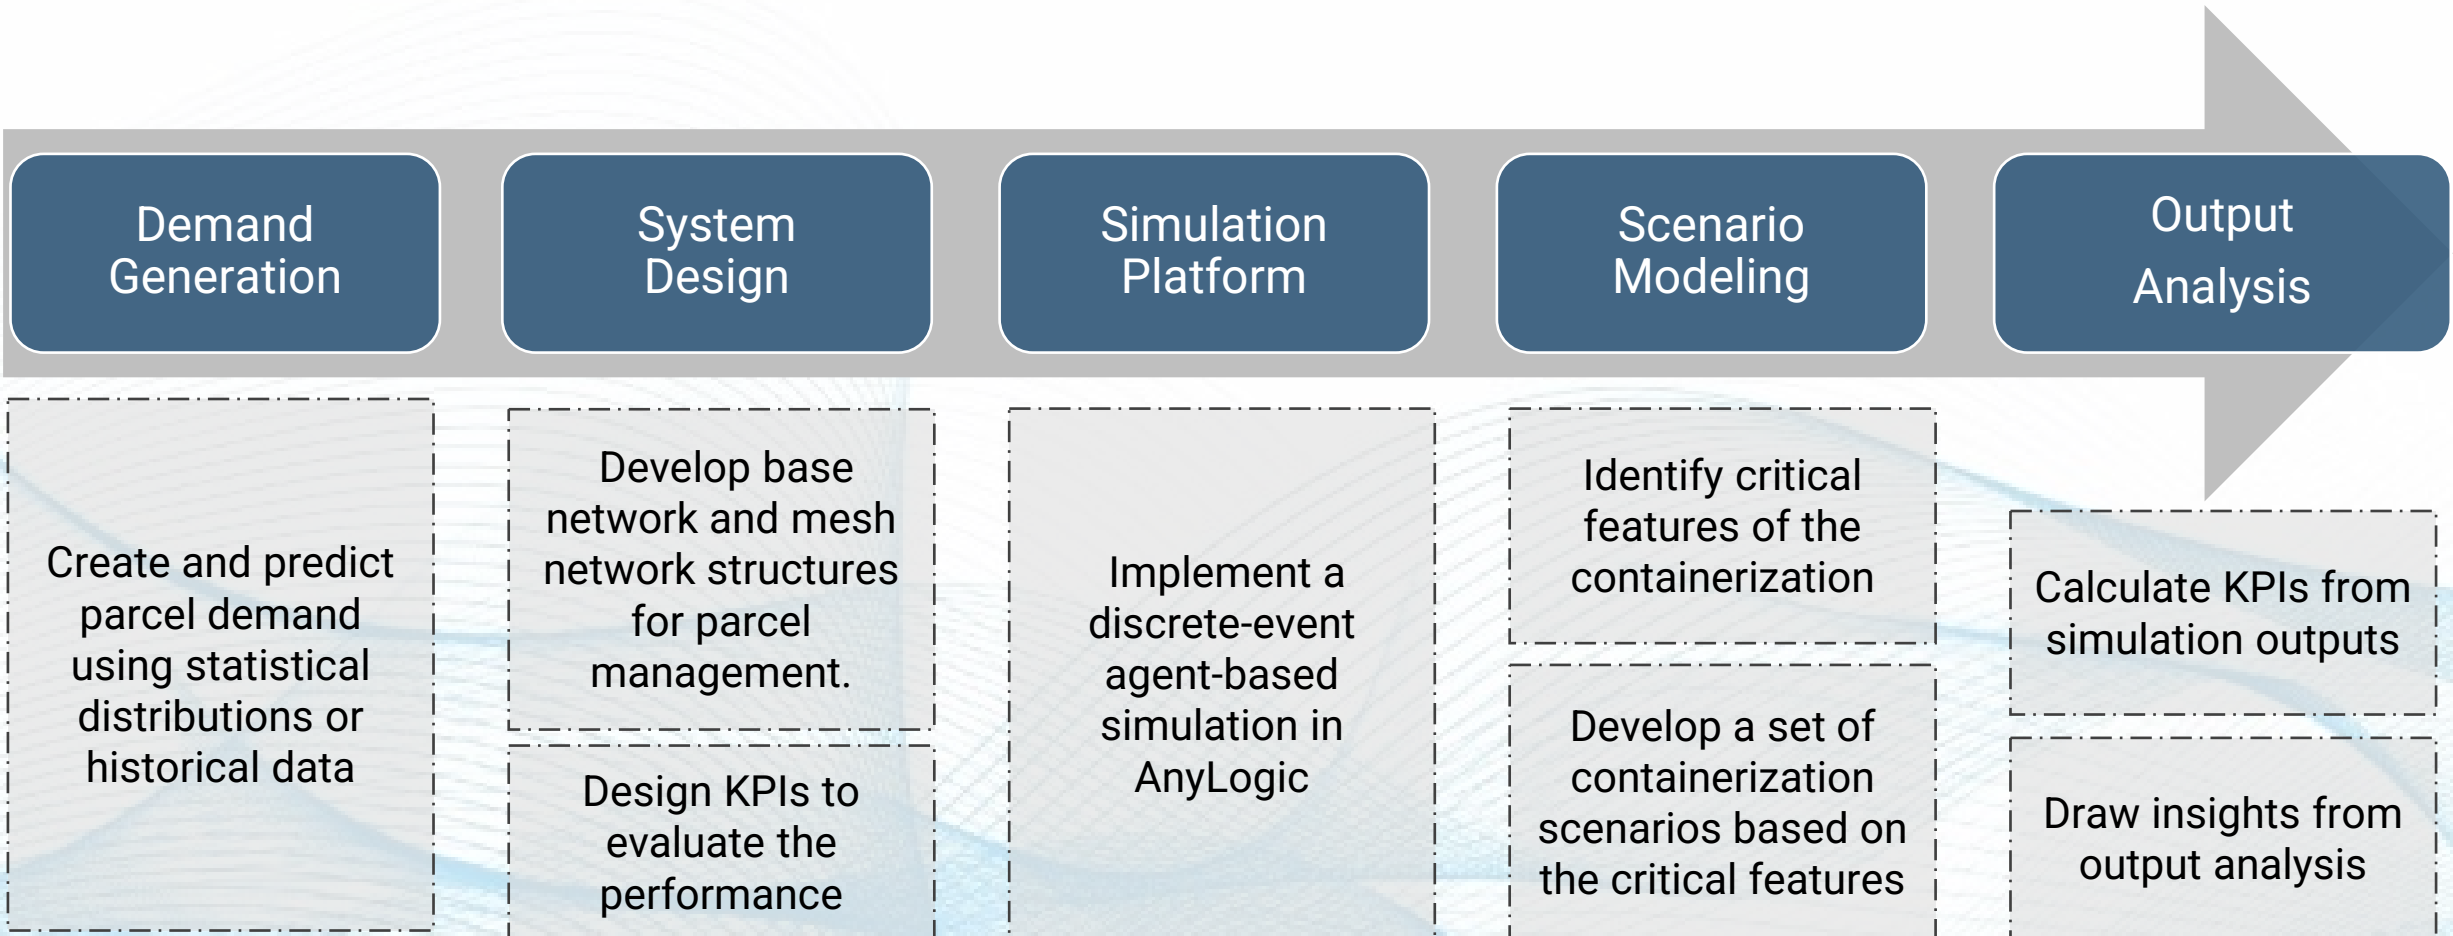 Demand
Generation
System
Design
Simulation
Platform
Scenario
Modeling
Output
Analysis
Create and predict
parcel demand
using statistical
distributions or
historical data
Develop base
network and mesh
network structures
for parcel
management.
Design KPIs to
evaluate the
performance
Implement a
discrete-event
agent-based
simulation in
AnyLogic
Identify critical
features of the
containerization
Develop a set of
containerization
scenarios based on
the critical features
Calculate KPIs from
simulation outputs
Draw insights from
output analysis